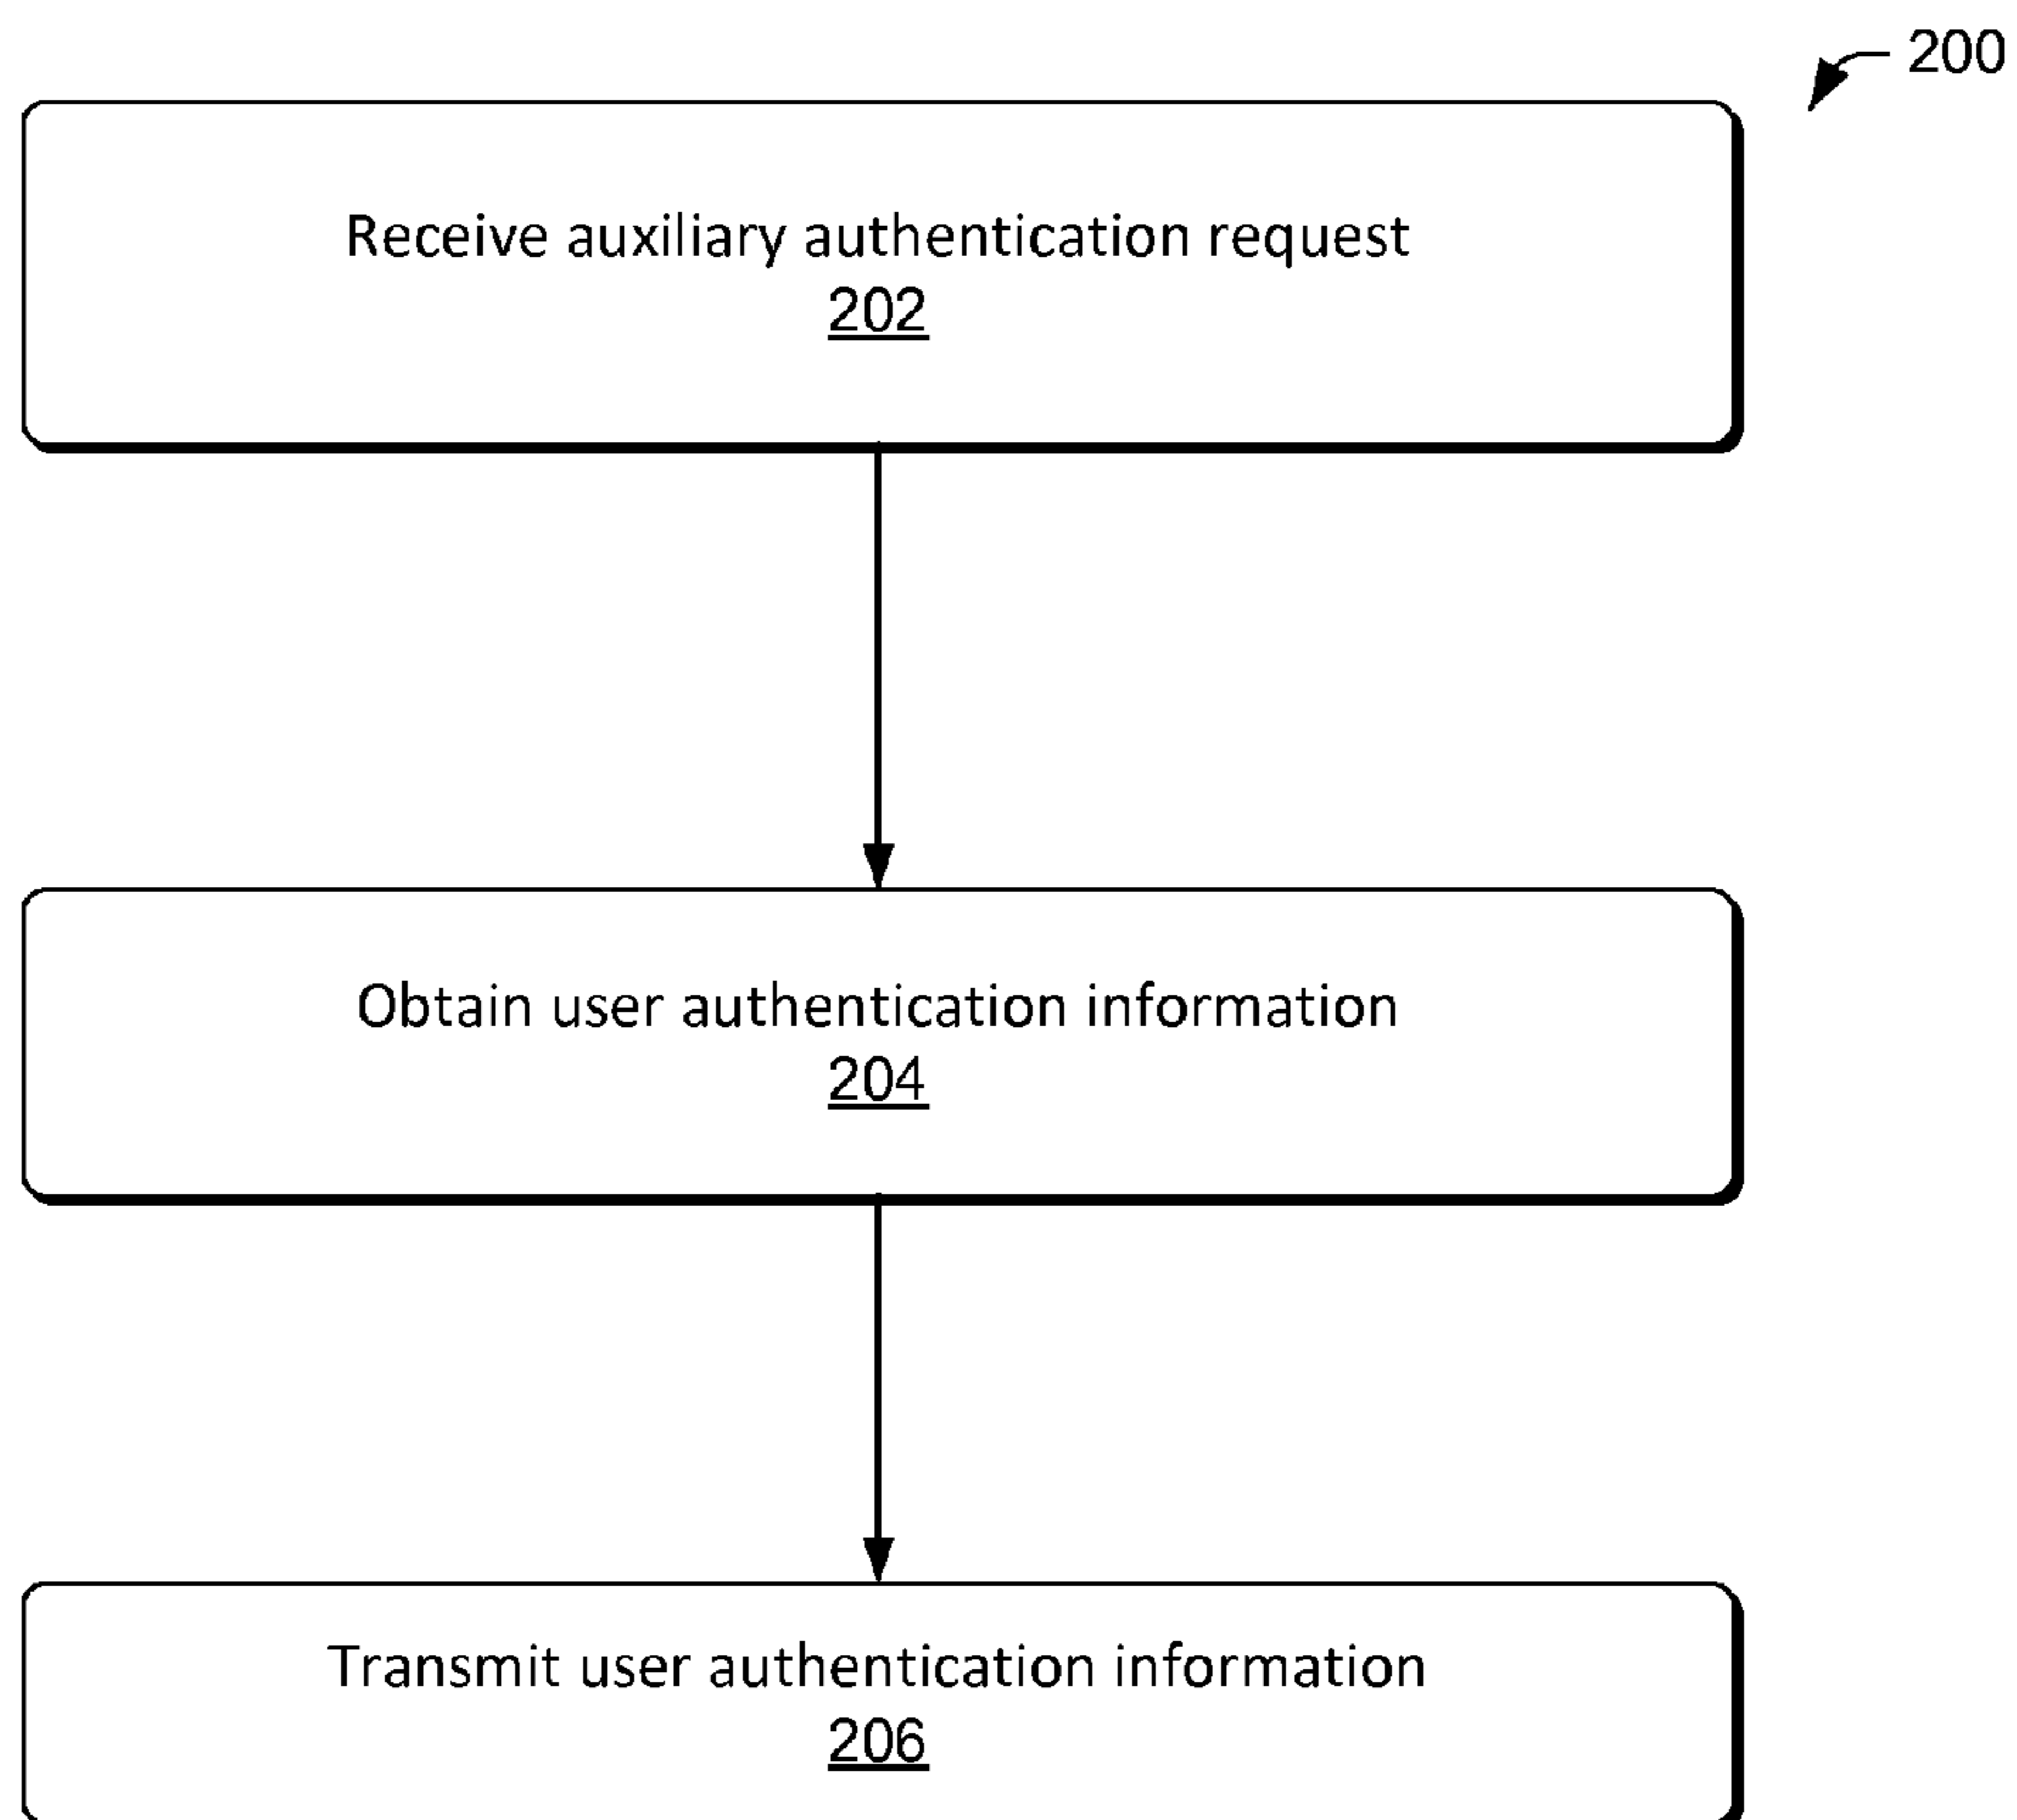 200
Receive auxiliary authentication request
202
Obtain user authentication information
204
Transmit user authentication information
206